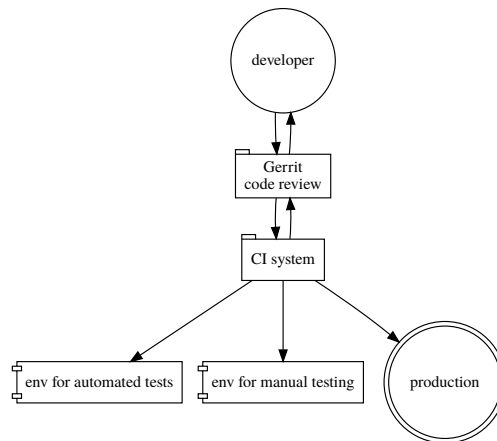 developer
Gerrit
code review
CI system
env for automated tests
env for manual testing
production